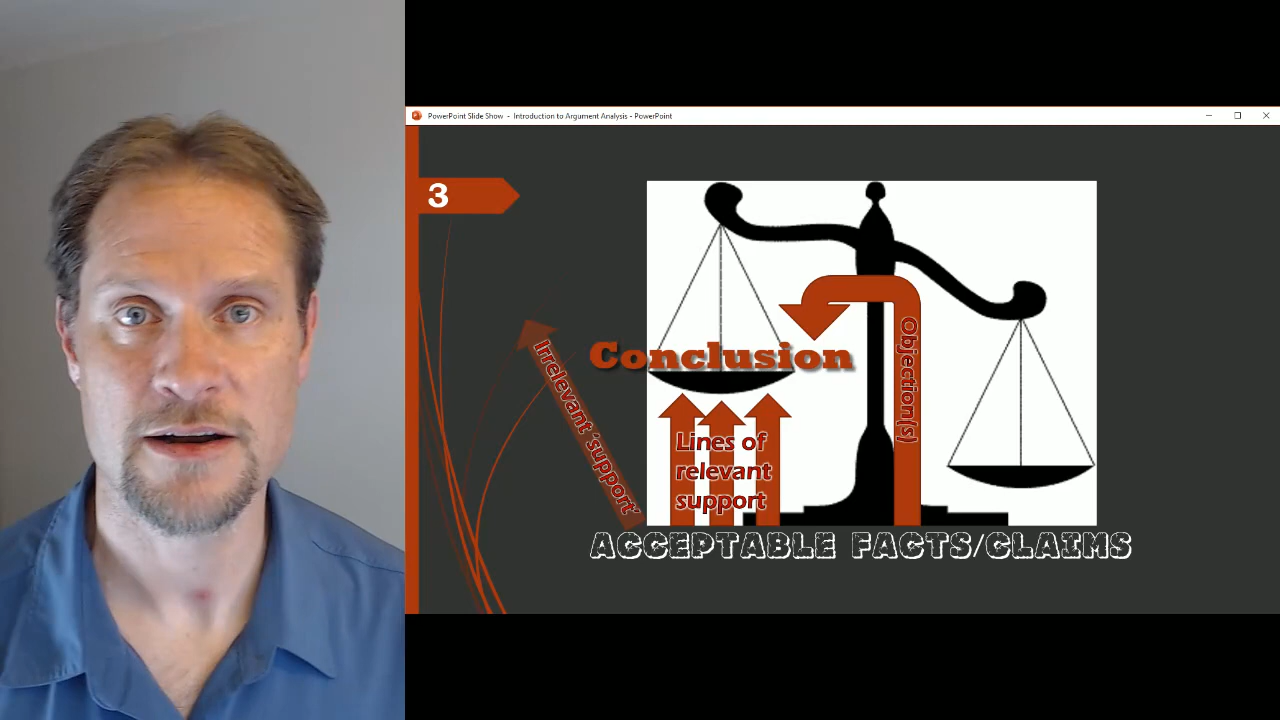 PowerPoint Slide Show - Introduction to Argument Analysis - PowerPoint
3
Conclusion
Objection(s)
Irrelevant 'support'
Lines of
relevant
support
ACCEPTABLE FACTS/CLAIMS